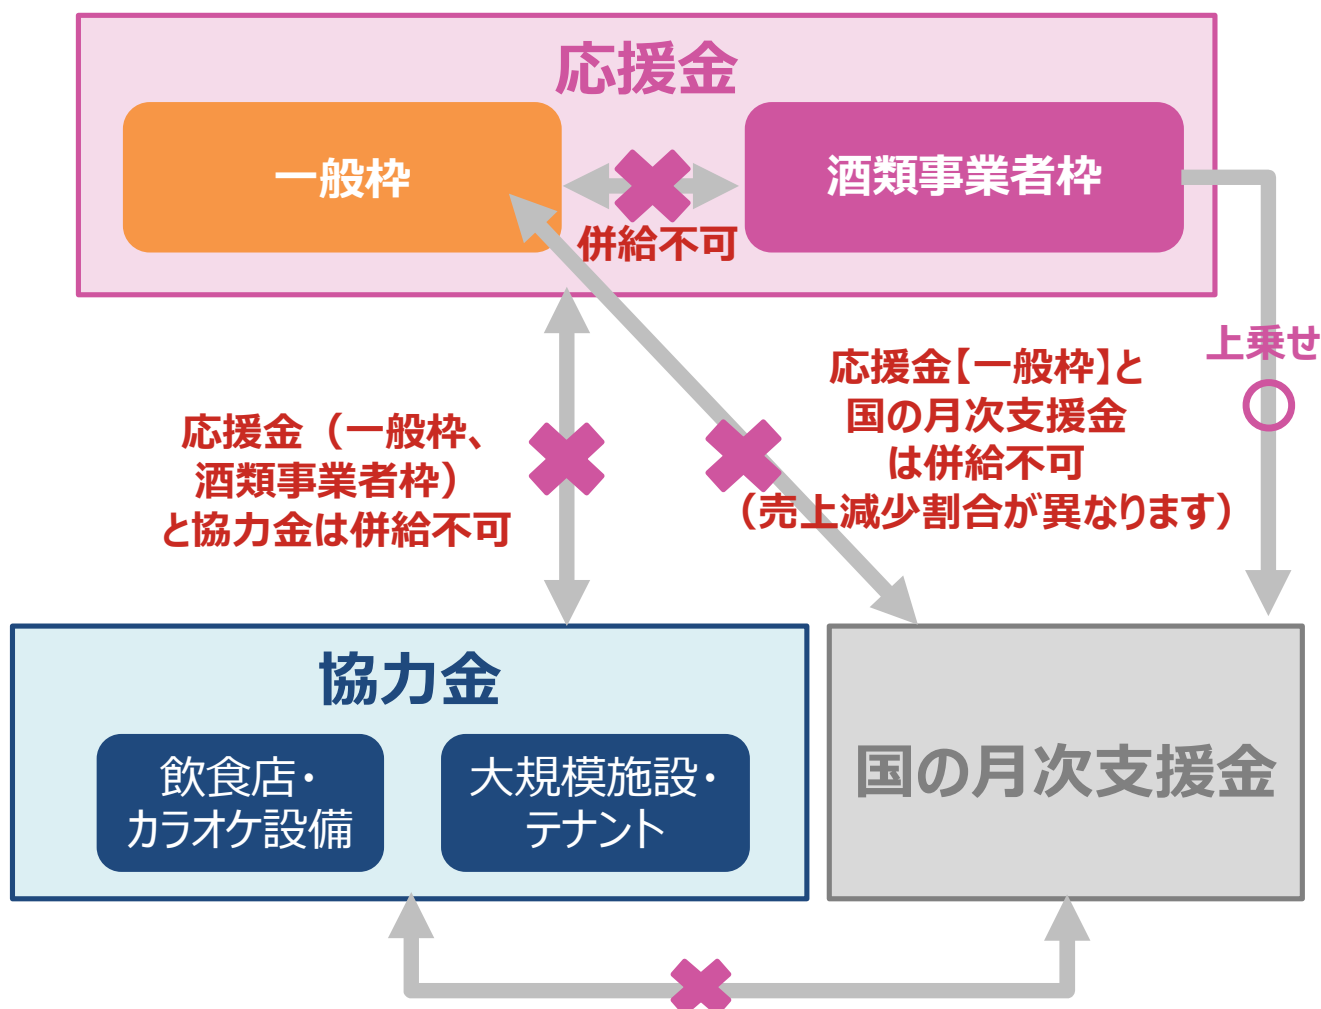 応援金
一般枠
酒類事業者枠
併給不可
上乗せ
応援金【一般枠】と
国の月次支援金
は併給不可
（売上減少割合が異なります）
応援金（一般枠、
酒類事業者枠）
と協力金は併給不可
協力金
飲食店・
カラオケ設備
大規模施設・
テナント
国の月次支援金